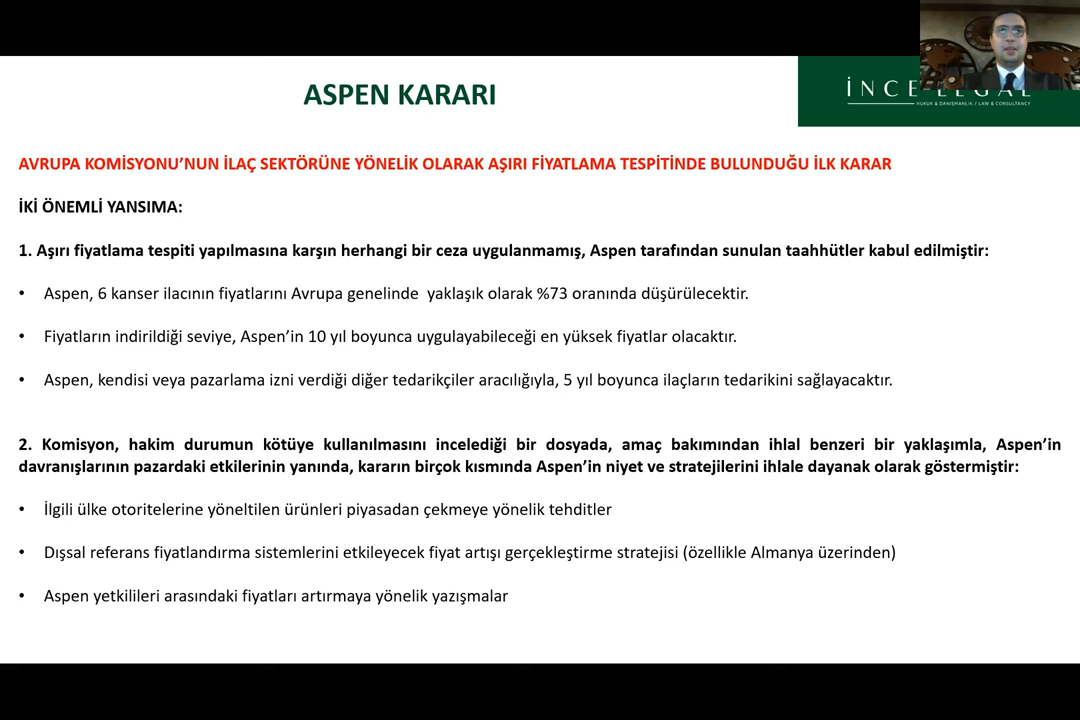 ASPEN KARARI
İNCE LEGAL
HUKUK & DANIŞMANLIK / LAW & CONSULTANCY
AVRUPA KOMİSYONU’NUN İLAÇ SEKTÖRÜNE YÖNELİK OLARAK AŞIRI FİYATLAMA TESPİTİNDE BULUNDUĞU İLK KARAR
İKİ ÖNEMLİ YANSIMA:
1. Aşırı fiyatlama tespiti yapılmasına karşın herhangi bir ceza uygulanmamış, Aspen tarafından sunulan taahhütler kabul edilmiştir:
• Aspen, 6 kanser ilacının fiyatlarını Avrupa genelinde yaklaşık olarak %73 oranında düşürülecektir.
• Fiyatların indirildiği seviye, Aspen’in 10 yıl boyunca uygulayabileceği en yüksek fiyatlar olacaktır.
• Aspen, kendisi veya pazarlama izni verdiği diğer tedarikçiler aracılığıyla, 5 yıl boyunca ilaçların tedarikini sağlayacaktır.
2. Komisyon, hakim durumun kötüye kullanılmasını incelediği bir dosyada, amaç bakımından ihlal benzeri bir yaklaşımla, Aspen’in
davranışlarının pazardaki etkilerinin yanında, kararın birçok kısmında Aspen’in niyet ve stratejilerini ihlale dayanak olarak göstermiştir:
• İlgili ülke otoritelerine yöneltilen ürünleri piyasadan çekmeye yönelik tehditler
• Dışsal referans fiyatlandırma sistemlerini etkileyecek fiyat artışı gerçekleştirme stratejisi (özellikle Almanya üzerinden)
• Aspen yetkilileri arasındaki fiyatları artırmaya yönelik yazışmalar